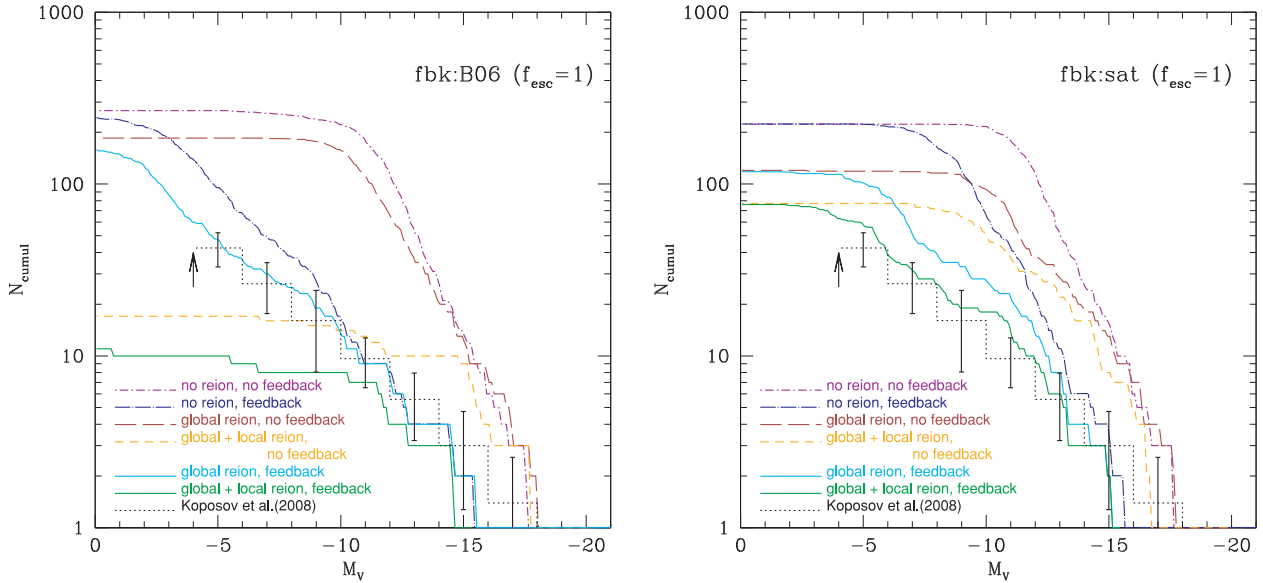 1000
fbk:B06 (f_esc=1)
100
N_cumul
10
no reion, no feedback
no reion, feedback
global reion, no feedback
global + local reion,
no feedback
global reion, feedback
global + local reion, feedback
Koposov et al.(2008)
1
0 −5 −10 −15 −20
M_V
1000
fbk:sat (f_esc=1)
100
N_cumul
10
no reion, no feedback
no reion, feedback
global reion, no feedback
global + local reion,
no feedback
global reion, feedback
global + local reion, feedback
Koposov et al.(2008)
1
0 −5 −10 −15 −20
M_V